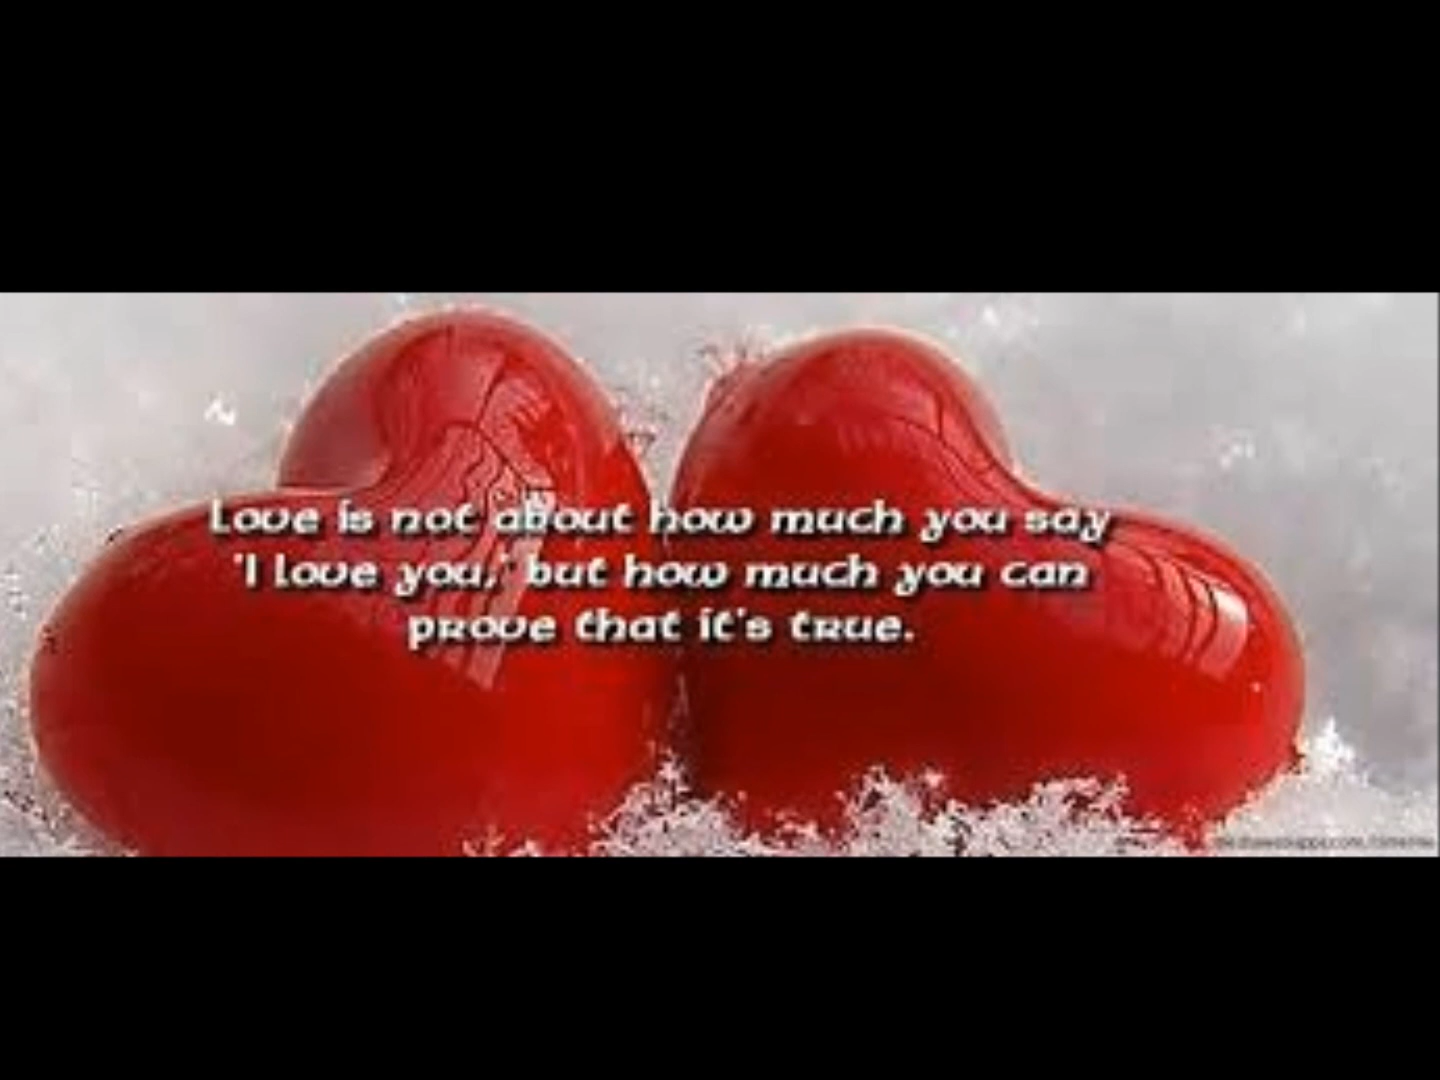 Love is not about how much you say
'I love you,' but how much you can
prove that it's true.